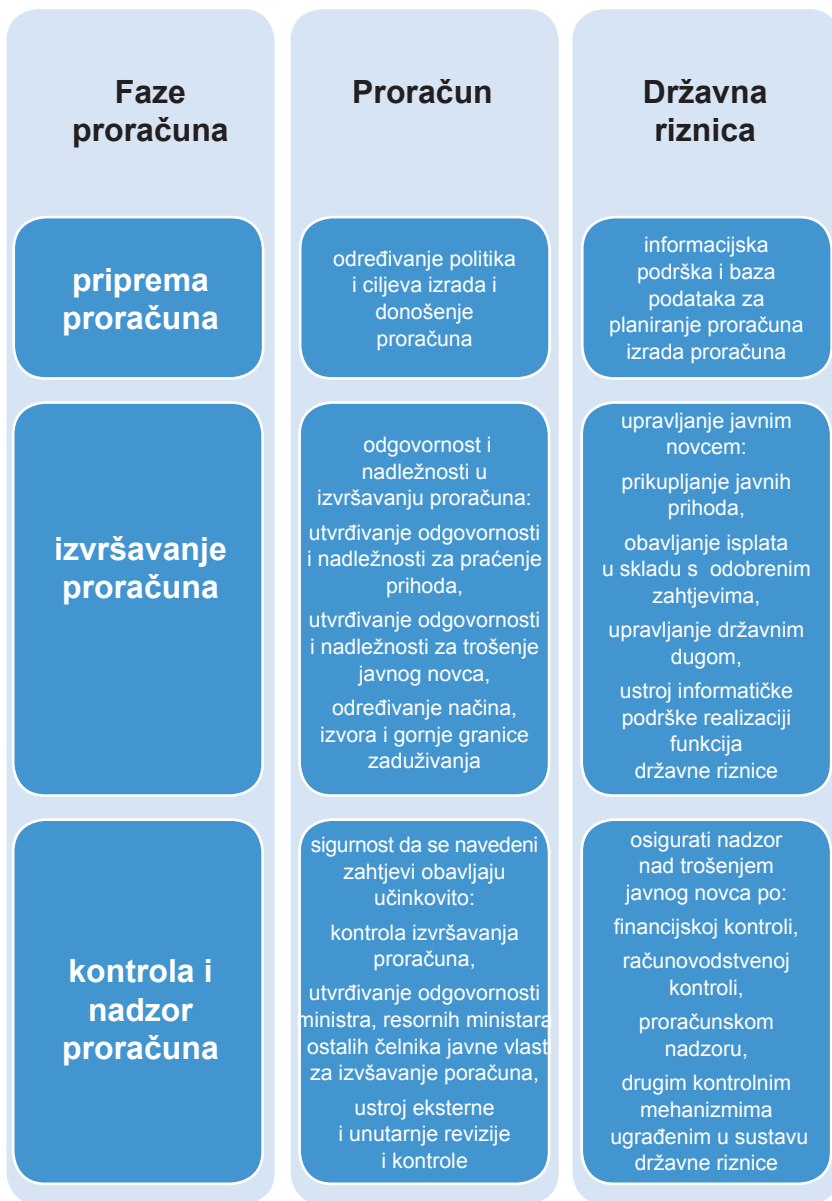 Faze
proračuna
Proračun
Državna
riznica
priprema
proračuna
određivanje politika
i ciljeva izrada i
donošenje
proračuna
informacijska
podrška i baza
podataka za
planiranje proračuna
izrada proračuna
izvršavanje
proračuna
odgovornost i
nadležnosti u
izvršavanju proračuna:
utvrđivanje odgovornosti
i nadležnosti za praćenje
prihoda,
utvrđivanje odgovornosti
i nadležnosti za trošenje
javnog novca,
određivanje načina,
izvora i gornje granice
zaduživanja
upravljanje javnim
novcem:
prikupljanje javnih
prihoda,
obavljanje isplata
u skladu s odobrenim
zahtjevima,
upravljanje državnim
dugom,
ustroj informatičke
podrške realizaciji
funkcija
državne riznice
kontrola i
nadzor
proračuna
sigurnost da se navedeni
zahtjevi obavljaju
učinkovito:
kontrola izvršavanja
proračuna,
utvrđivanje odgovornosti
ministra, resornih ministara
i ostalih čelnika javne vlasti
za izvšavanje poračuna,
ustroj eksterne
i unutarnje revizije
i kontrole
osigurati nadzor
nad trošenjem
javnog novca po:
financijskoj kontroli,
računovodstvenoj
kontroli,
proračunskom
nadzoru,
drugim kontrolnim
mehanizmima
ugrađenim u sustavu
državne riznice